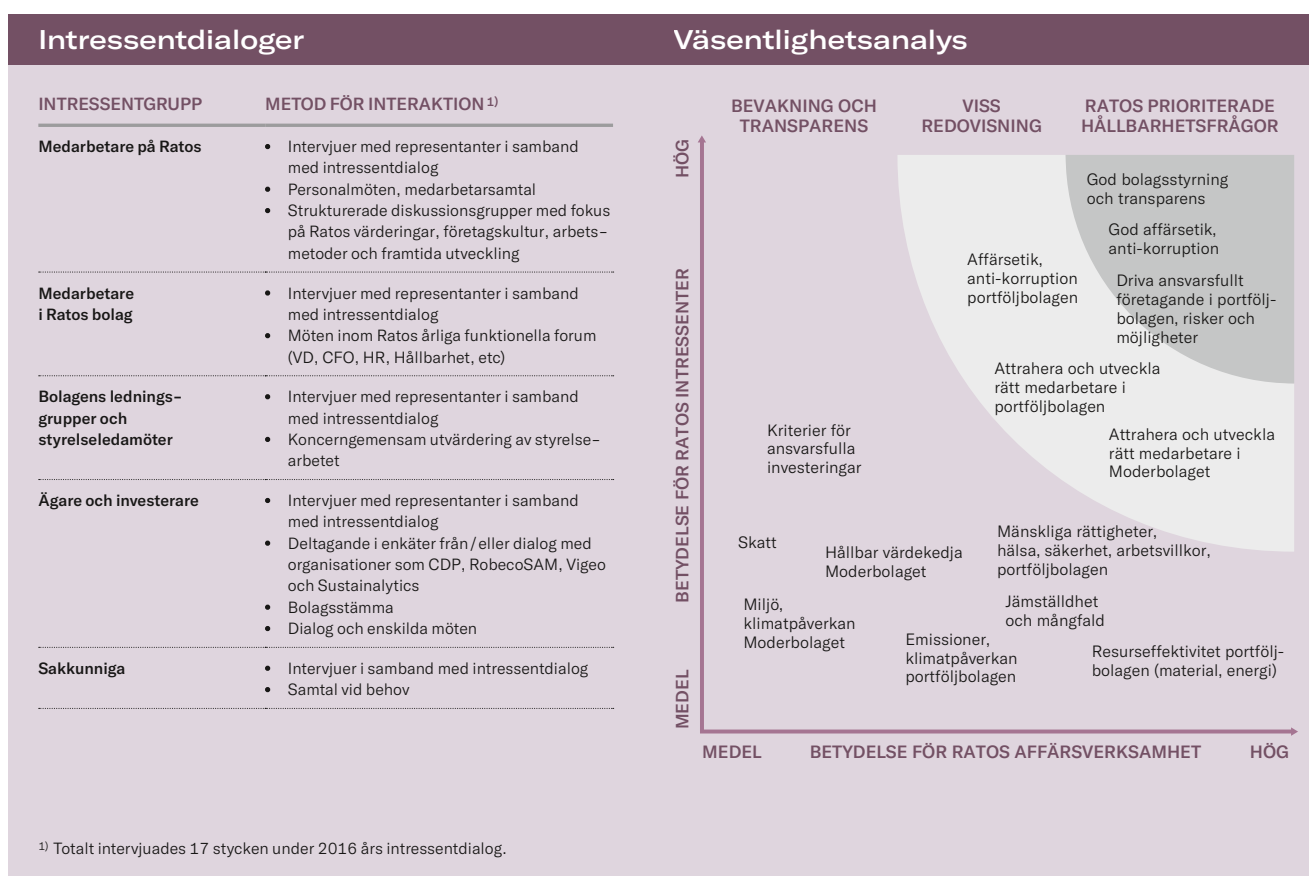 Intressentdialoger
INTRESSENTGRUPP
METOD FÖR INTERAKTION 1)
Medarbetare på Ratos
• Intervjuer med representanter i samband
med intressentdialog
• Personalmöten, medarbetarsamtal
• Strukturerade diskussionsgrupper med fokus
på Ratos värderingar, företagskultur, arbets–
metoder och framtida utveckling
Medarbetare
i Ratos bolag
• Intervjuer med representanter i samband
med intressentdialog
• Möten inom Ratos årliga funktionella forum
(VD, CFO, HR, Hållbarhet, etc)
Bolagens lednings–
grupper och
styrelseledamöter
• Intervjuer med representanter i samband
med intressentdialog
• Koncerngemensam utvärdering av styrelse–
arbetet
Ägare och investerare
• Intervjuer med representanter i samband
med intressentdialog
• Deltagande i enkäter från/eller dialog med
organisationer som CDP, RobecoSAM, Vigeo
och Sustainalytics
• Bolagsstämma
• Dialog och enskilda möten
Sakkunniga
• Intervjuer i samband med intressentdialog
• Samtal vid behov
1) Totalt intervjuades 17 stycken under 2016 års intressentdialog.
Väsentlighetsanalys
BEVAKNING OCH
TRANSPARENS
VISS
REDOVISNING
RATOS PRIORITERADE
HÅLLBARHETSFRÅGOR
HÖG
BETYDELSE FÖR RATOS INTRESSENTER
MEDEL
God bolagsstyrning
och transparens
God affärsetik,
anti-korruption
Affärsetik,
anti-korruption
portföljbolagen
Driva ansvarsfullt
företagande i portfölj-
bolagen, risker och
möjligheter
Attrahera och utveckla
rätt medarbetare i
portföljbolagen
Kriterier för
ansvarsfulla
investeringar
Attrahera och utveckla
rätt medarbetare i
Moderbolaget
Skatt
Hållbar värdekedja
Moderbolaget
Mänskliga rättigheter,
hälsa, säkerhet, arbetsvillkor,
portföljbolagen
Miljö,
klimatpåverkan
Moderbolaget
Jämställdhet
och mångfald
Emissioner,
klimatpåverkan
portföljbolagen
Resurseffektivitet portfölj-
bolagen (material, energi)
MEDEL
BETYDELSE FÖR RATOS AFFÄRSVERKSAMHET
HÖG